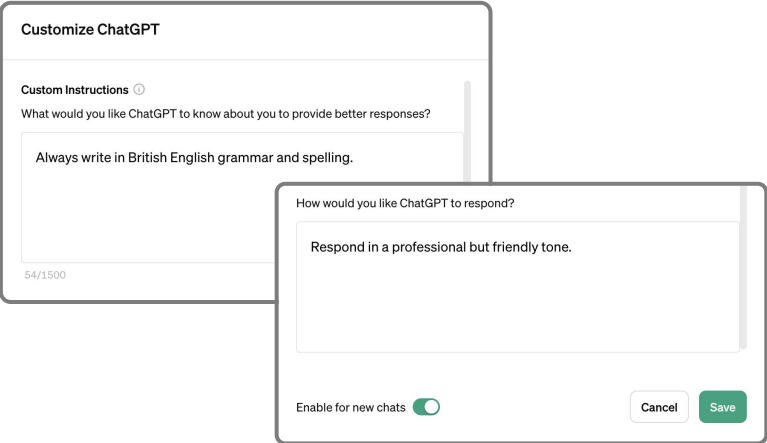 Customize ChatGPT
Custom Instructions
What would you like ChatGPT to know about you to provide better responses?
Always write in British English grammar and spelling.
54/1500
How would you like ChatGPT to respond?
Respond in a professional but friendly tone.
Enable for new chats
Cancel
Save